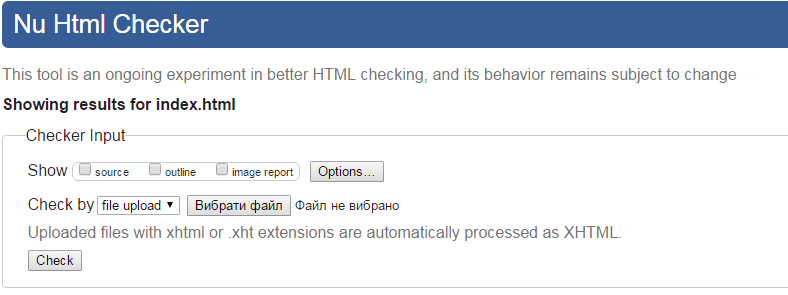 Nu Html Checker
This tool is an ongoing experiment in better HTML checking, and its behavior remains subject to change
Showing results for index.html
Checker Input
Show source outline image report Options...
Check by file upload Вибрати файл Файл не вибрано
Uploaded files with xhtml or .xht extensions are automatically processed as XHTML.
Check